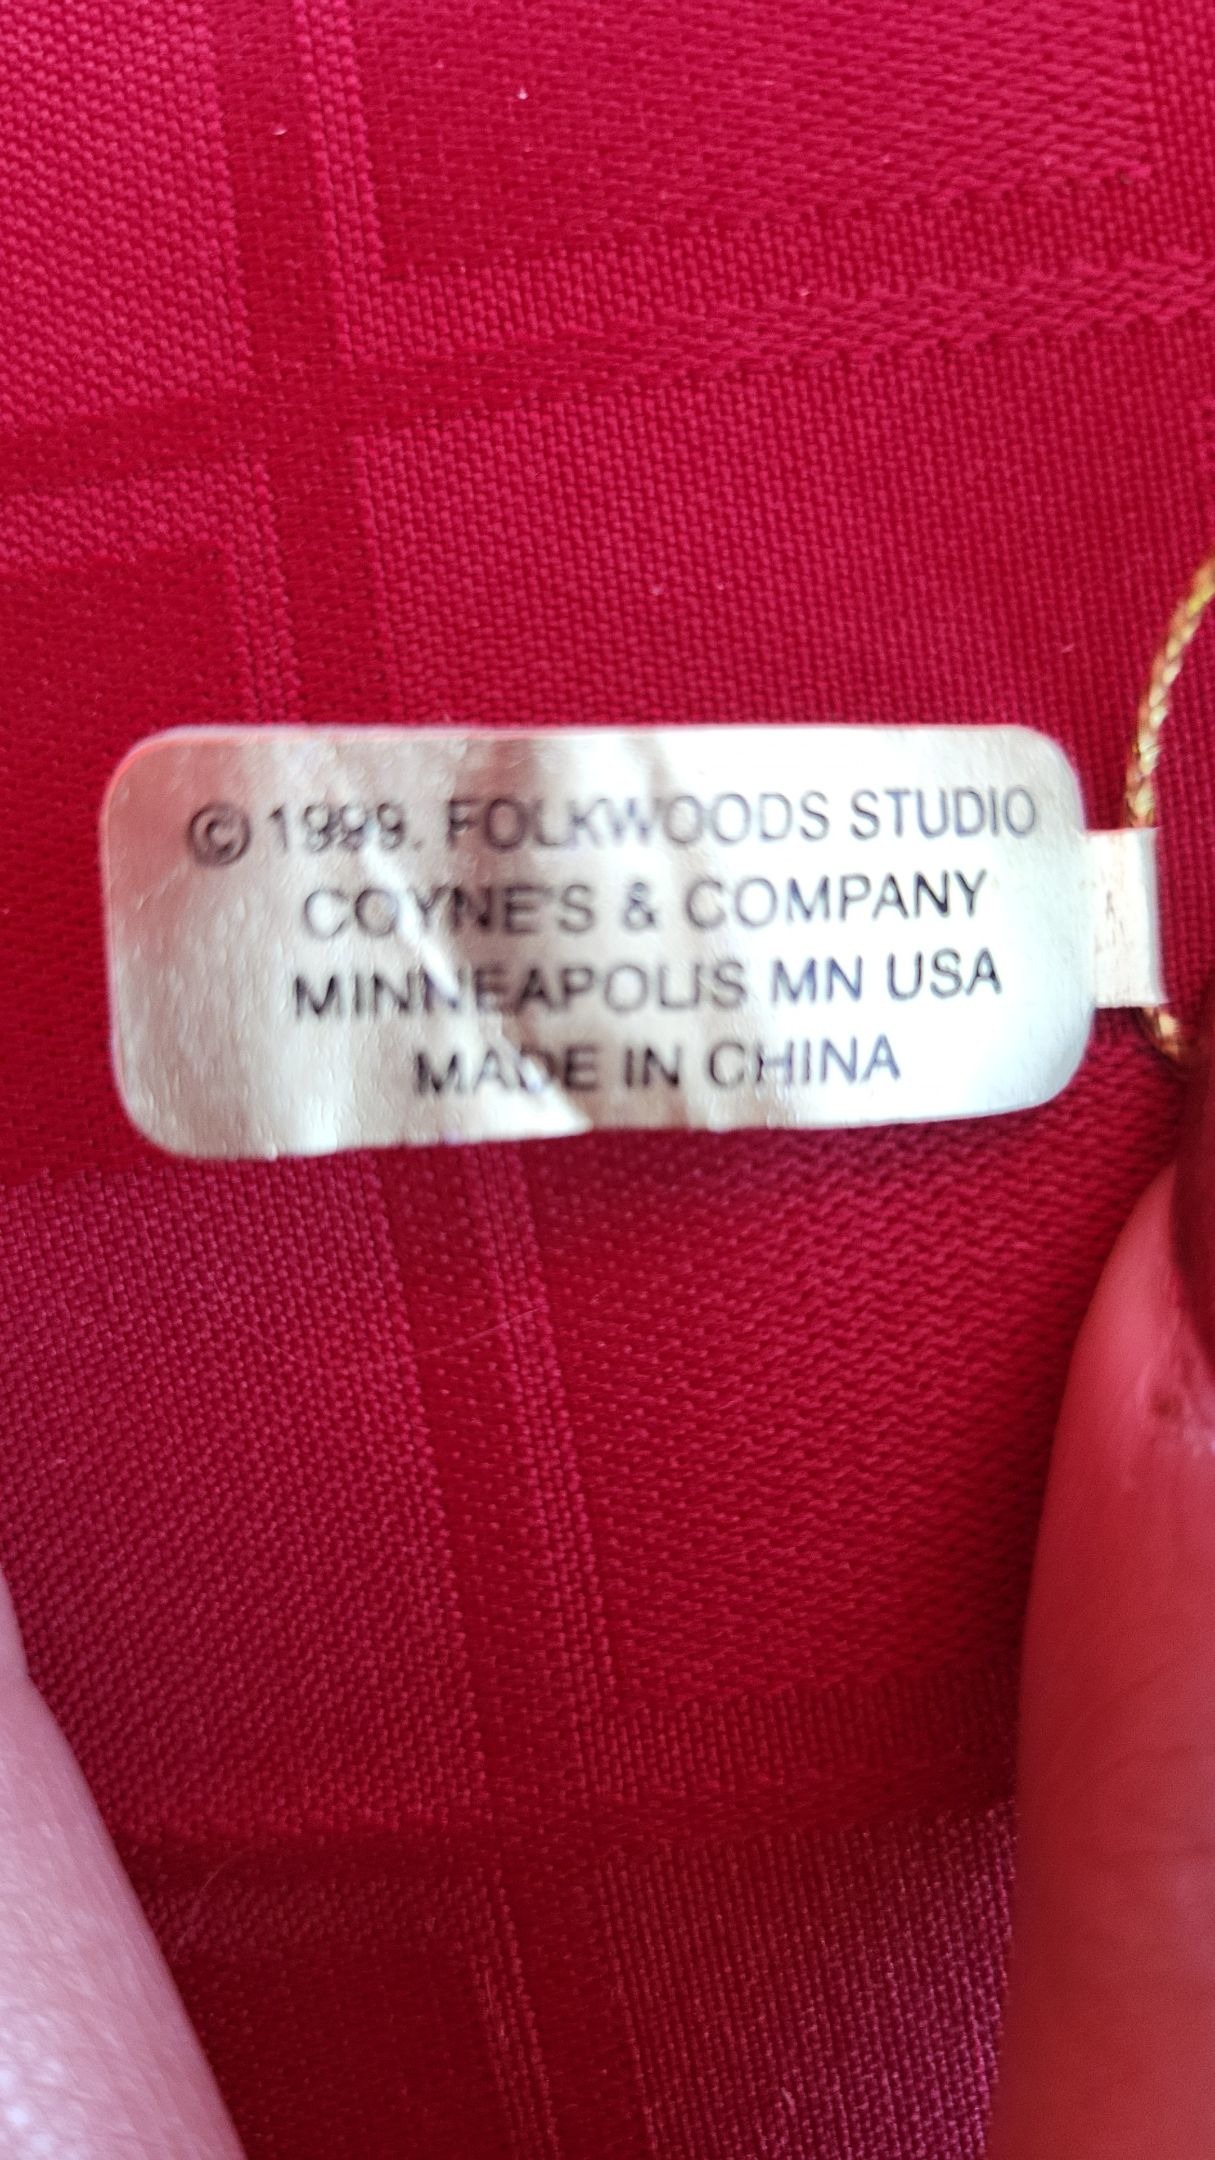 © 1999. FOLKWOODS STUDIO
COYNE'S & COMPANY
MINNEAPOLIS MN USA
MADE IN CHINA